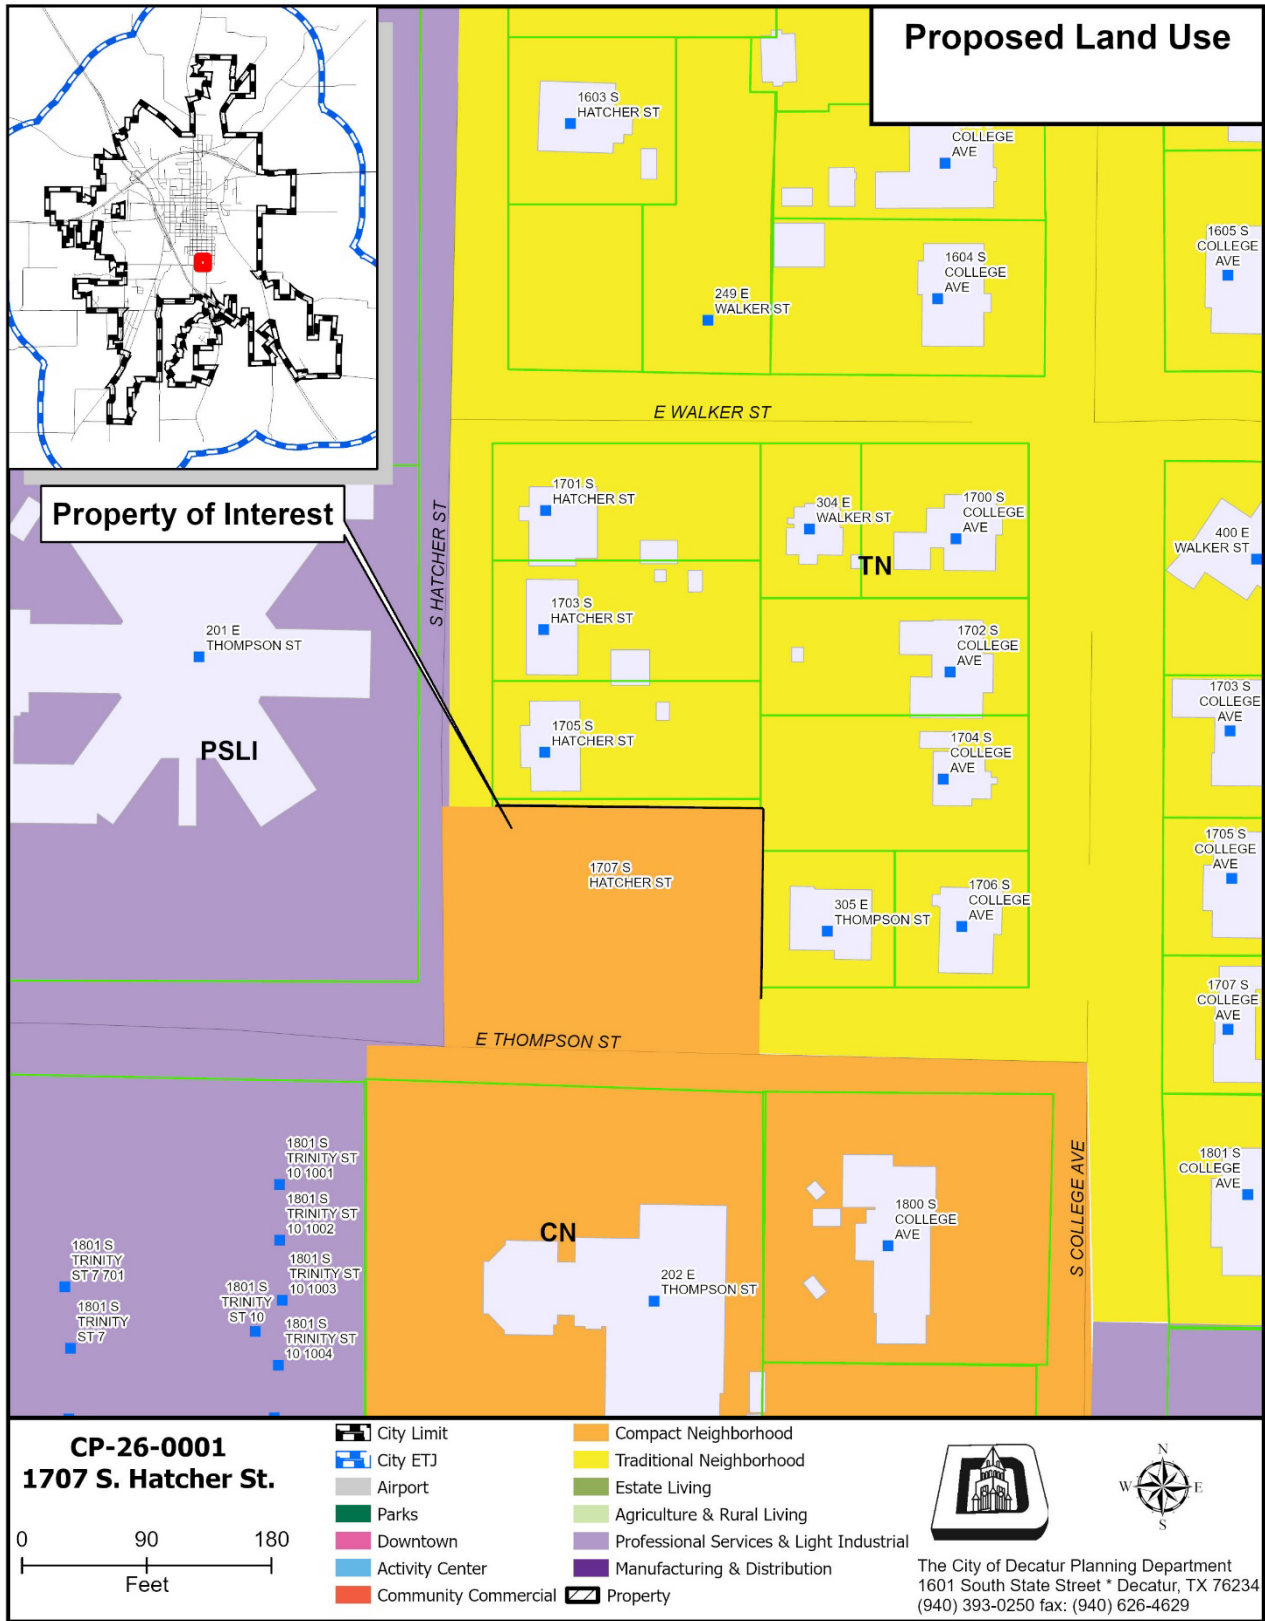 Proposed Land Use
1603 S
HATCHER ST
COLLEGE
AVE
1605 S
COLLEGE
AVE
1604 S
COLLEGE
AVE
249 E
WALKER ST
E WALKER ST
Property of Interest
S HATCHER ST
1701 S
HATCHER ST
304 E
WALKER ST
1700 S
COLLEGE
AVE
400 E
WALKER ST
TN
1703 S
HATCHER ST
201 E
THOMPSON ST
1702 S
COLLEGE
AVE
1703 S
COLLEGE
AVE
PSLI
1705 S
HATCHER ST
1704 S
COLLEGE
AVE
1705 S
COLLEGE
AVE
1707 S
HATCHER ST
305 E
THOMPSON ST
1706 S
COLLEGE
AVE
1707 S
COLLEGE
AVE
E THOMPSON ST
1801 S
TRINITY ST
10 1001
1801 S
COLLEGE
AVE
S COLLEGE AVE
1801 S
TRINITY ST
10 1002
CN
1800 S
COLLEGE
AVE
1801 S
TRINITY
ST 7 701
1801 S
TRINITY ST
10 1003
1801 S
TRINITY
ST 10
202 E
THOMPSON ST
1801 S
TRINITY
ST 7
1801 S
TRINITY ST
10 1004
CP-26-0001
1707 S. Hatcher St.
0 90 180
Feet
City Limit
City ETJ
Airport
Parks
Downtown
Activity Center
Community Commercial
Compact Neighborhood
Traditional Neighborhood
Estate Living
Agriculture & Rural Living
Professional Services & Light Industrial
Manufacturing & Distribution
Property
D
N
W E
S
The City of Decatur Planning Department
1601 South State Street * Decatur, TX 76234
(940) 393-0250 fax: (940) 626-4629